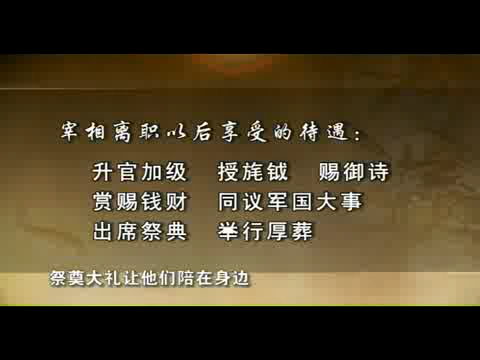 宰相离职以后享受的待遇：
升官加级 授旄钺 赐御诗
赏赐钱财 同议军国大事
出席祭典 举行厚葬
祭奠大礼让他们陪在身边